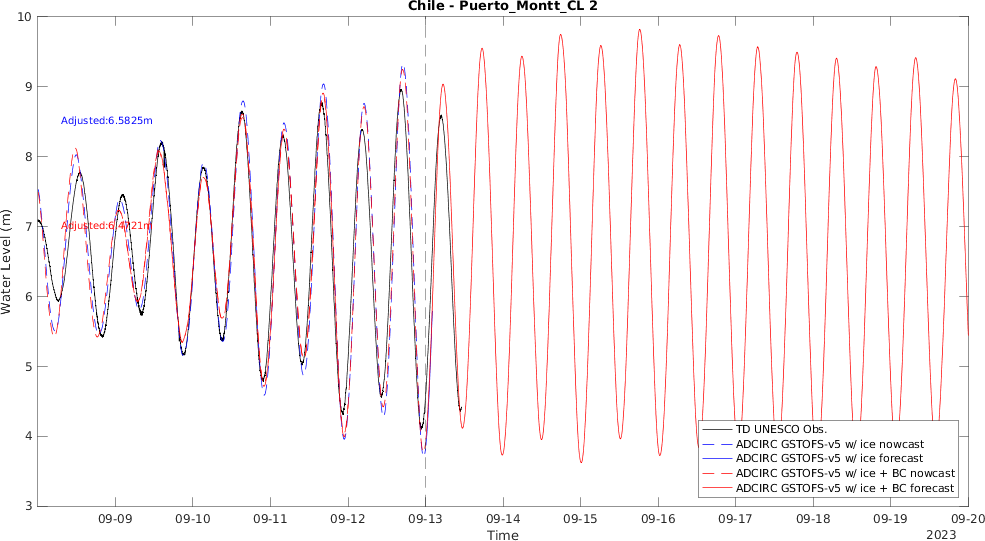 Chile - Puerto_Montt_CL 2
10
9
8
7
6
5
4
3
Water Level (m)
Adjusted:6.5825m
Adjusted:6.4721m
TD UNESCO Obs.
ADCIRC GSTOFS-v5 w/ ice nowcast
ADCIRC GSTOFS-v5 w/ ice forecast
ADCIRC GSTOFS-v5 w/ ice + BC nowcast
ADCIRC GSTOFS-v5 w/ ice + BC forecast
09-09 09-10 09-11 09-12 09-13 09-14 09-15 09-16 09-17 09-18 09-19 09-20
Time
2023